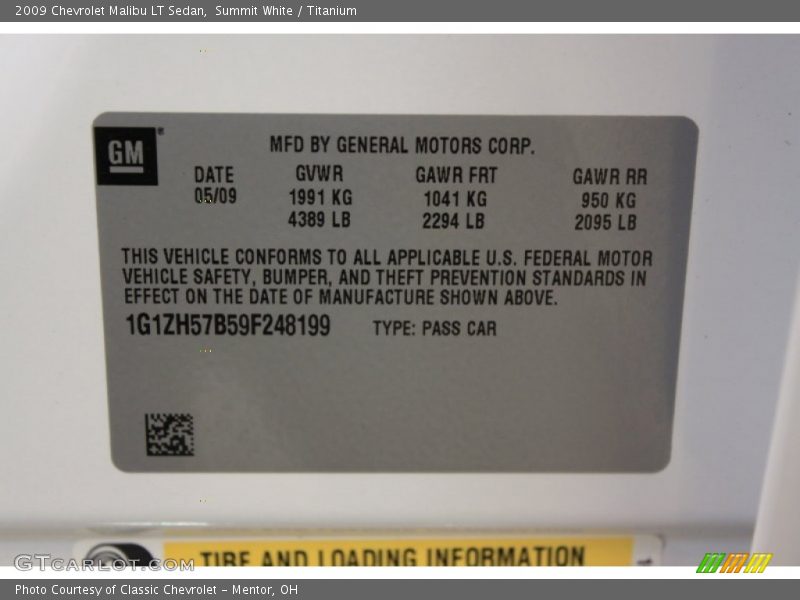 2009 Chevrolet Malibu LT Sedan, Summit White / Titanium
GM
MFD BY GENERAL MOTORS CORP.
DATE GVWR GAWR FRT GAWR RR
05/09 1991 KG 1041 KG 950 KG
4389 LB 2294 LB 2095 LB
THIS VEHICLE CONFORMS TO ALL APPLICABLE U.S. FEDERAL MOTOR
VEHICLE SAFETY, BUMPER, AND THEFT PREVENTION STANDARDS IN
EFFECT ON THE DATE OF MANUFACTURE SHOWN ABOVE.
1G1ZH57B59F248199 TYPE: PASS CAR
TIRE AND LOADING INFORMATION
GTCarLot.com
Photo Courtesy of Classic Chevrolet - Mentor, OH